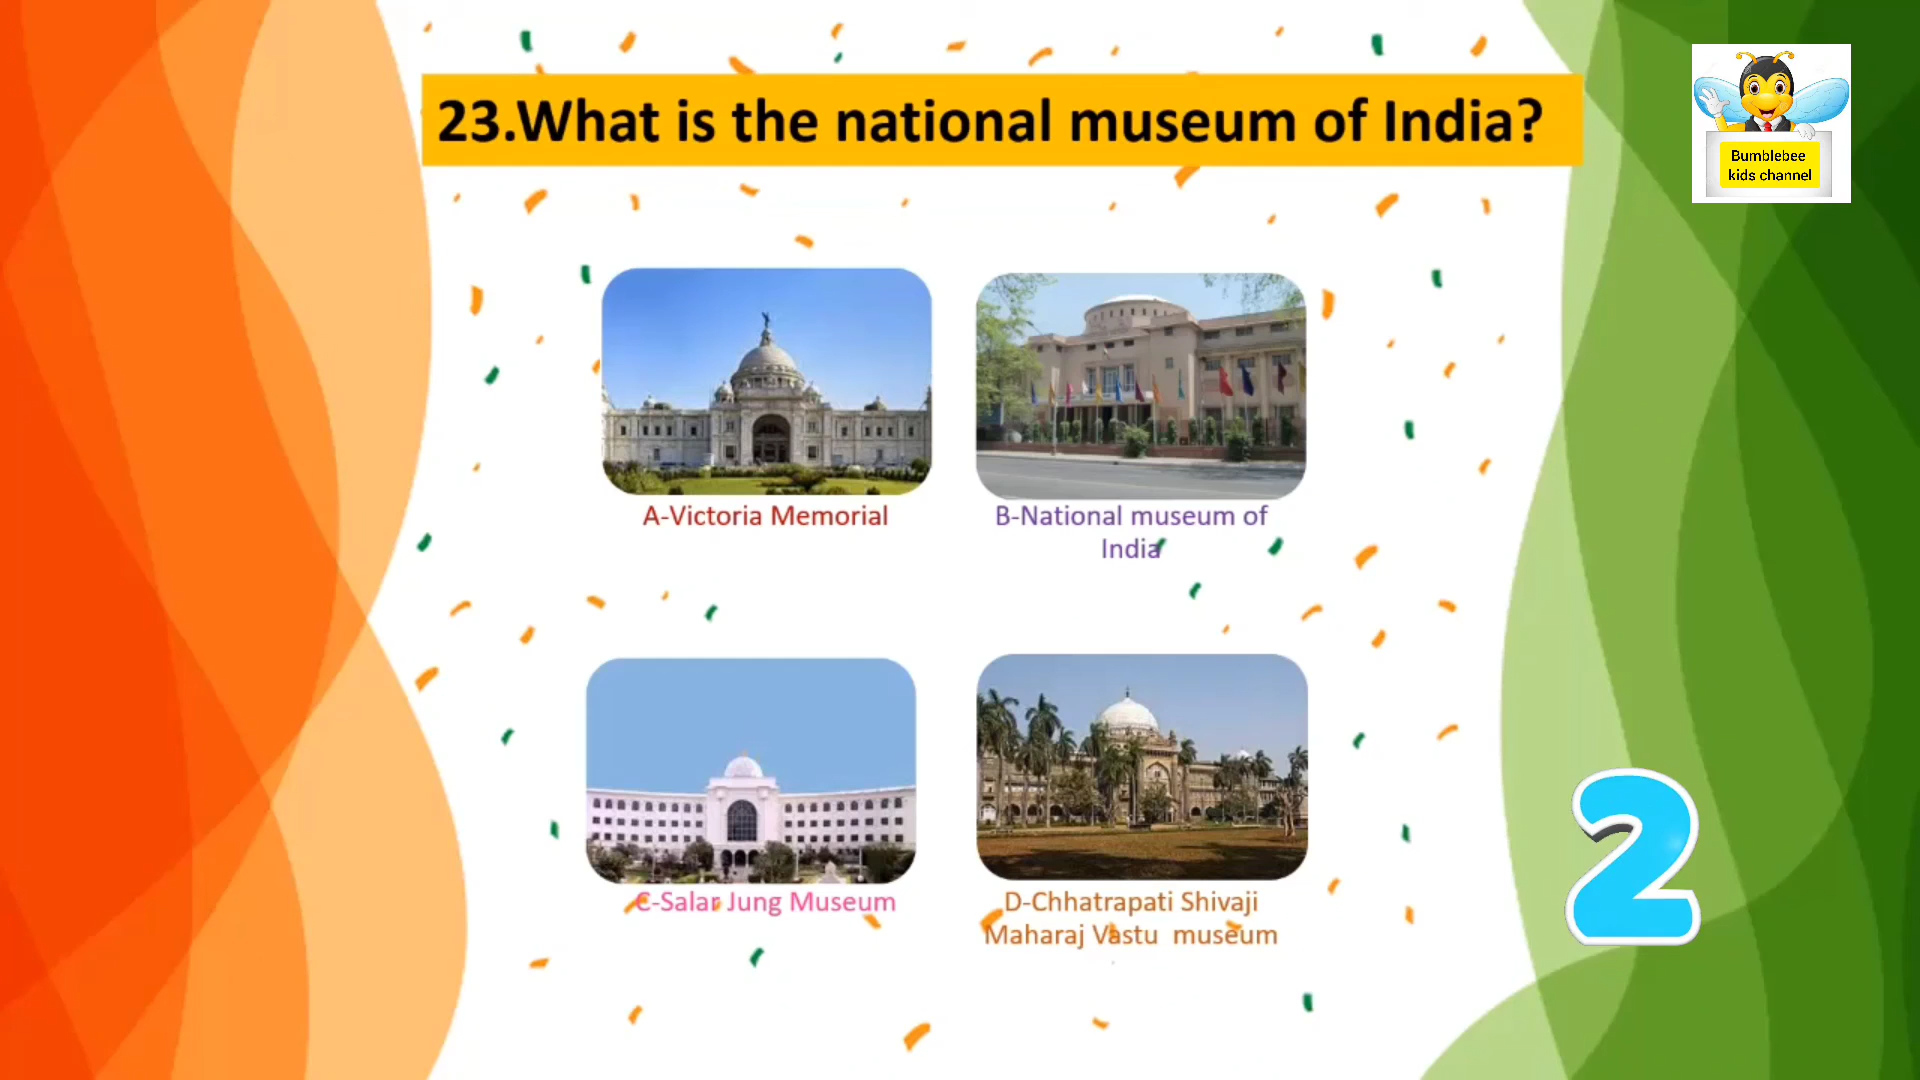 23.What is the national museum of India?
Bumblebee
kids channel
A-Victoria Memorial
B-National museum of
India
C-Salar Jung Museum
D-Chhatrapati Shivaji
Maharaj Vastu museum
2